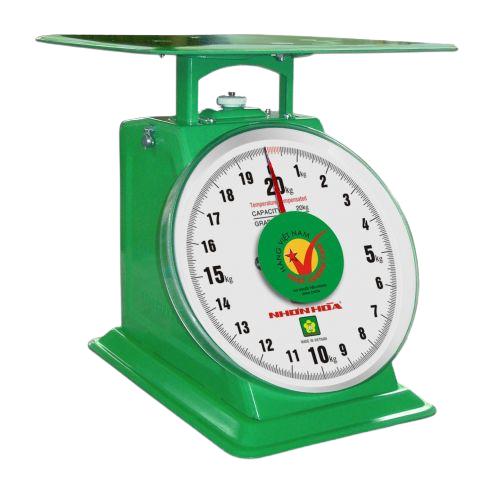 0
20kg
1kg
2
3
4
5kg
6
7
8
9
10kg
11
12
13
14
15kg
16
17
18
19
Temperature Compensated
CAPACITY 20kg
HÀNG VIỆT NAM
NHƠN HÒA
MADE IN VIETNAM